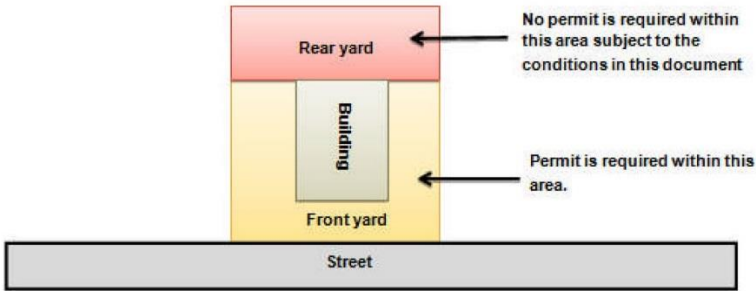 No permit is required within
this area subject to the
conditions in this document
Rear yard
Building
Permit is required within this
area.
Front yard
Street